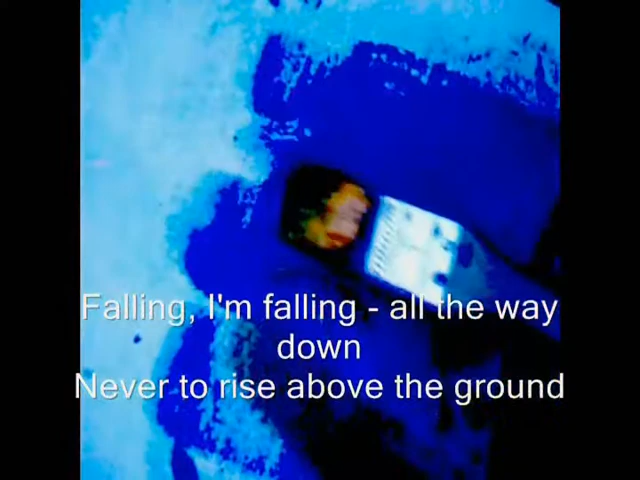 Falling, I'm falling - all the way
down
Never to rise above the ground